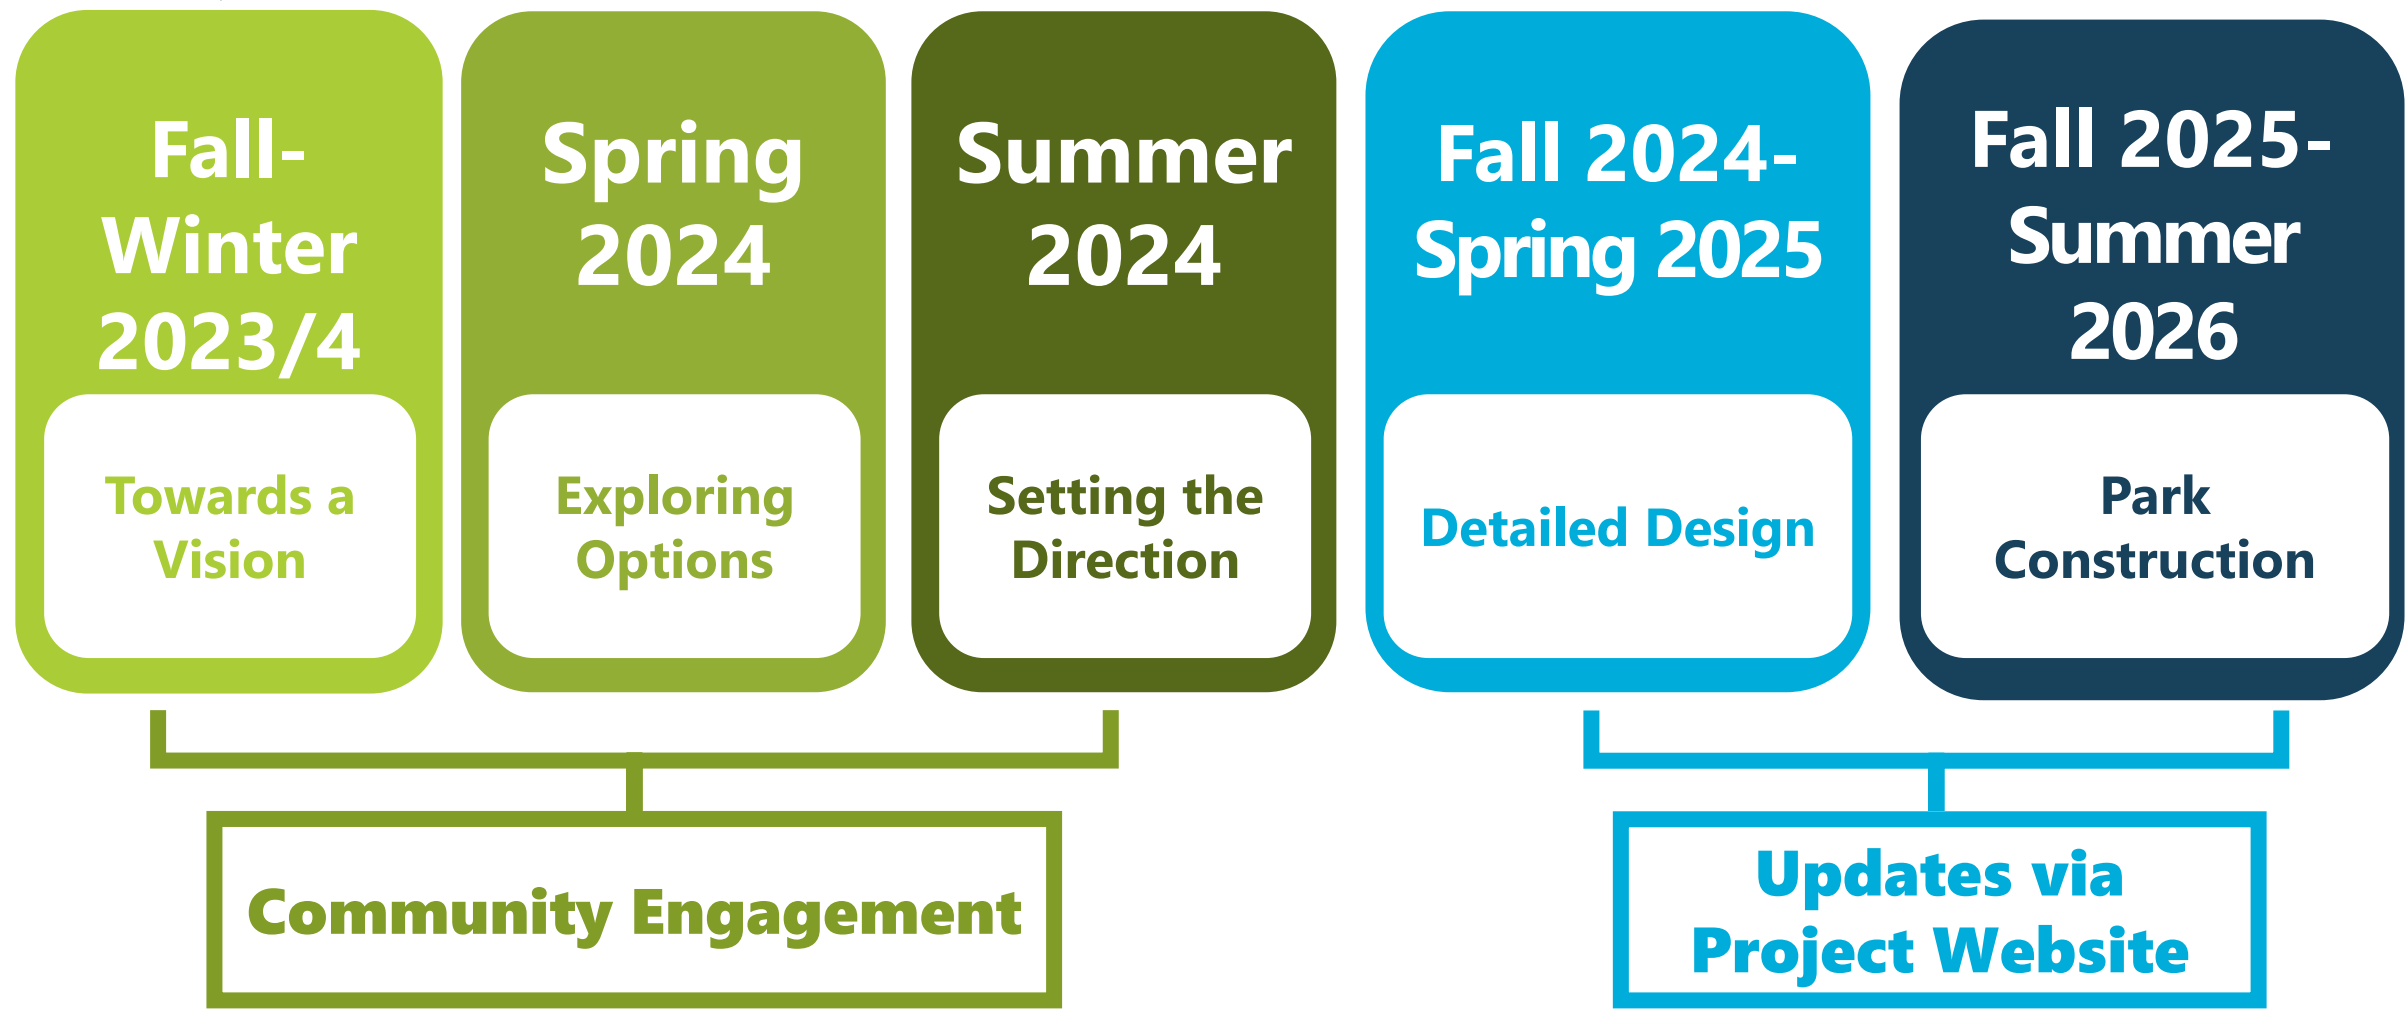 Fall-
Winter
2023/4
Towards a
Vision
Spring
2024
Exploring
Options
Summer
2024
Setting the
Direction
Fall 2024-
Spring 2025
Detailed Design
Fall 2025-
Summer
2026
Park
Construction
Community Engagement
Updates via
Project Website